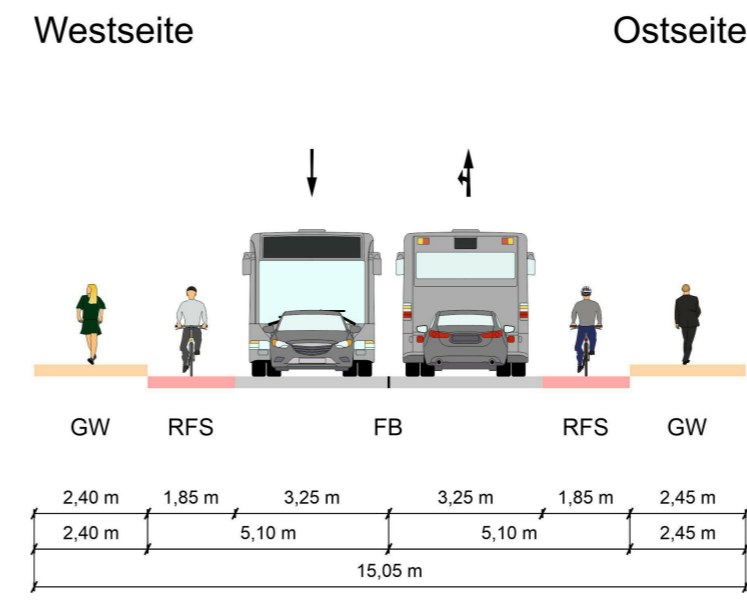 Westseite Ostseite
GW RFS FB RFS GW
2,40 m 1,85 m 3,25 m 3,25 m 1,85 m 2,45 m
2,40 m 5,10 m 5,10 m 2,45 m
15,05 m